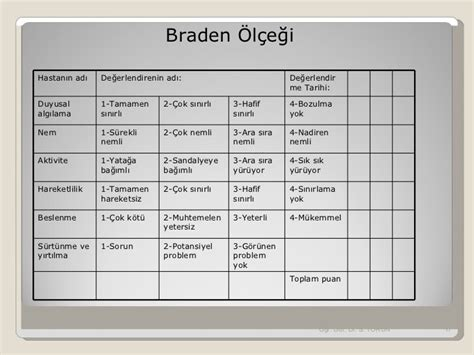 Braden Ölçeği
Hastanın adı Değerlendirenin adı: Değerlendir
me Tarihi:
Duyusal 1-Tamamen 2-Çok sınırlı 3-Hafif 4-Bozulma
algılama sınırlı sınırlı yok
Nem 1-Sürekli 2-Çok nemli 3-Ara sıra 4-Nadiren
nemli nemli nemli
Aktivite 1-Yatağa 2-Sandalyeye 3-Ara sıra 4-Sık sık
bağımlı bağımlı yürüyor yürüyor
Hareketlilik 1-Tamamen 2-Çok sınırlı 3-Hafif 4-Sınırlama
hareketsiz sınırlı yok
Beslenme 1-Çok kötü 2-Muhtemelen 3-Yeterli 4-Mükemmel
yetersiz
Sürtünme ve 1-Sorun 2-Potansiyel 3-Görünen
yırtılma problem problem
yok
Toplam puan